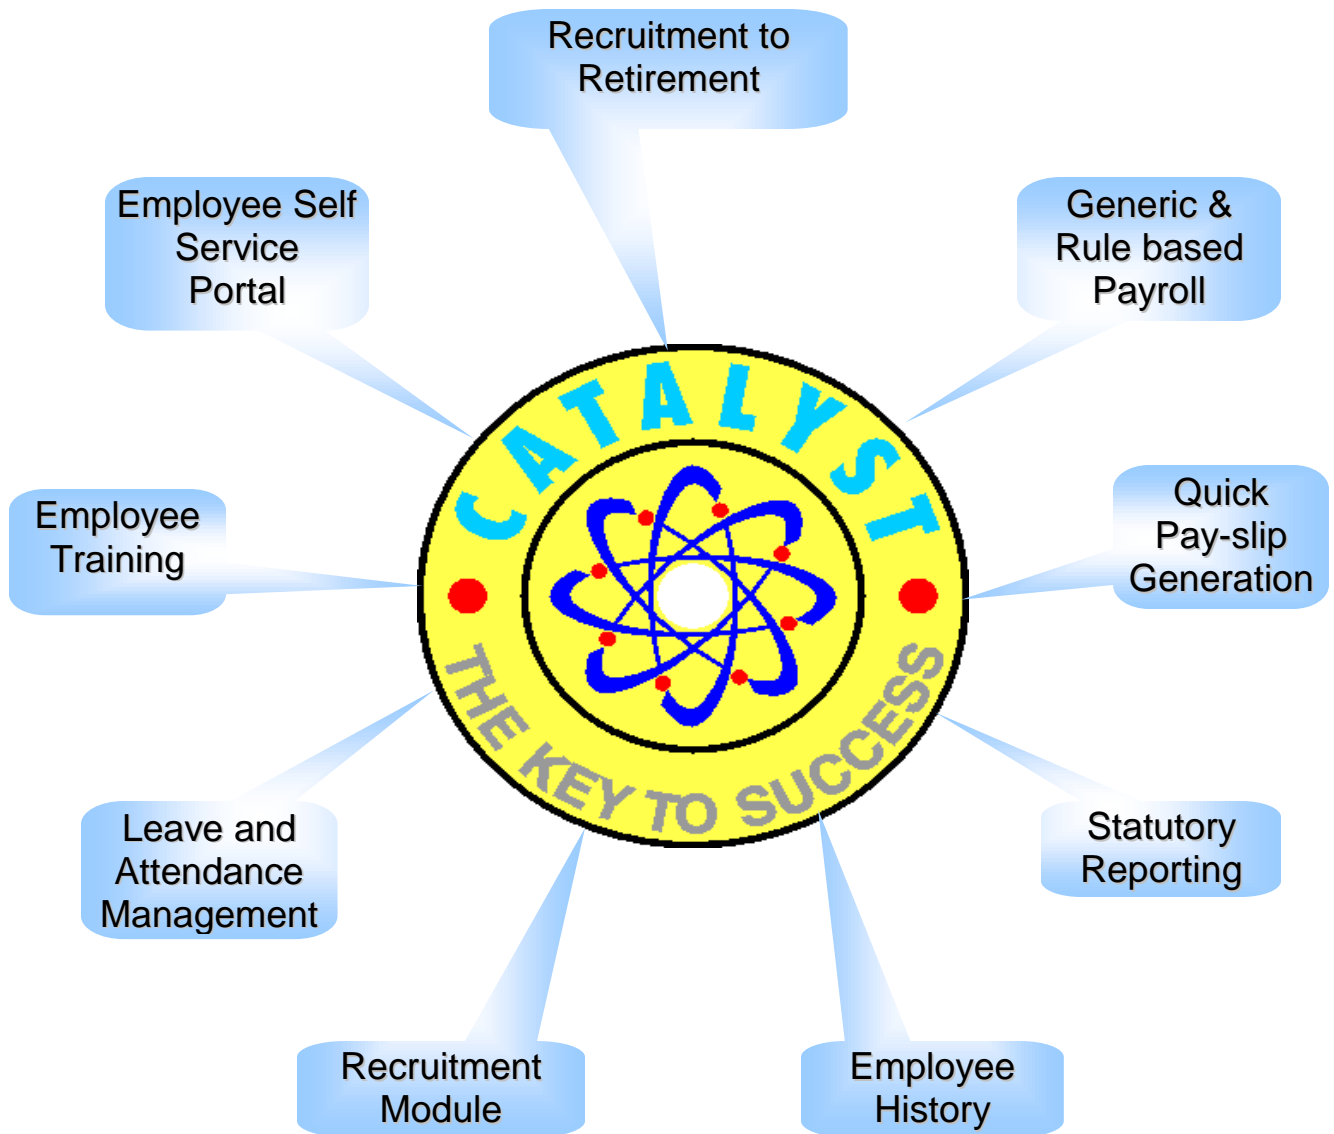 Recruitment to
Retirement
Employee Self
Service
Portal
Generic &
Rule based
Payroll
CATALYST
THE KEY TO SUCCESS
Employee
Training
Quick
Pay-slip
Generation
Leave and
Attendance
Management
Statutory
Reporting
Recruitment
Module
Employee
History